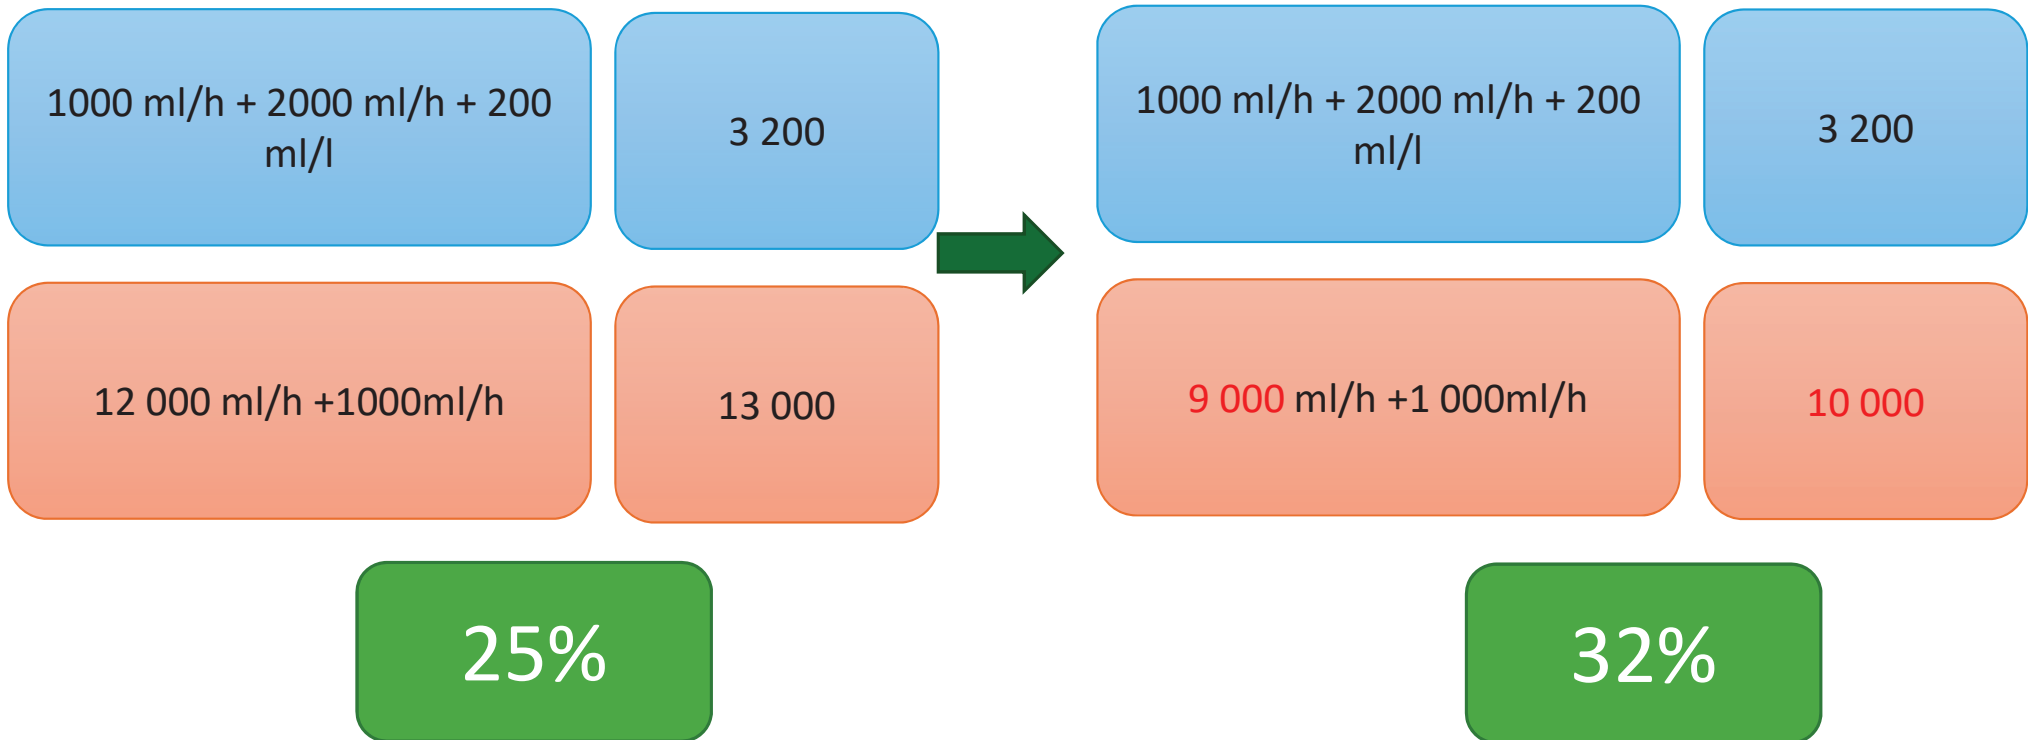 1000 ml/h + 2000 ml/h + 200
ml/l
3 200
12 000 ml/h +1000ml/h
13 000
25%
1000 ml/h + 2000 ml/h + 200
ml/l
3 200
9 000 ml/h +1 000ml/h
10 000
32%